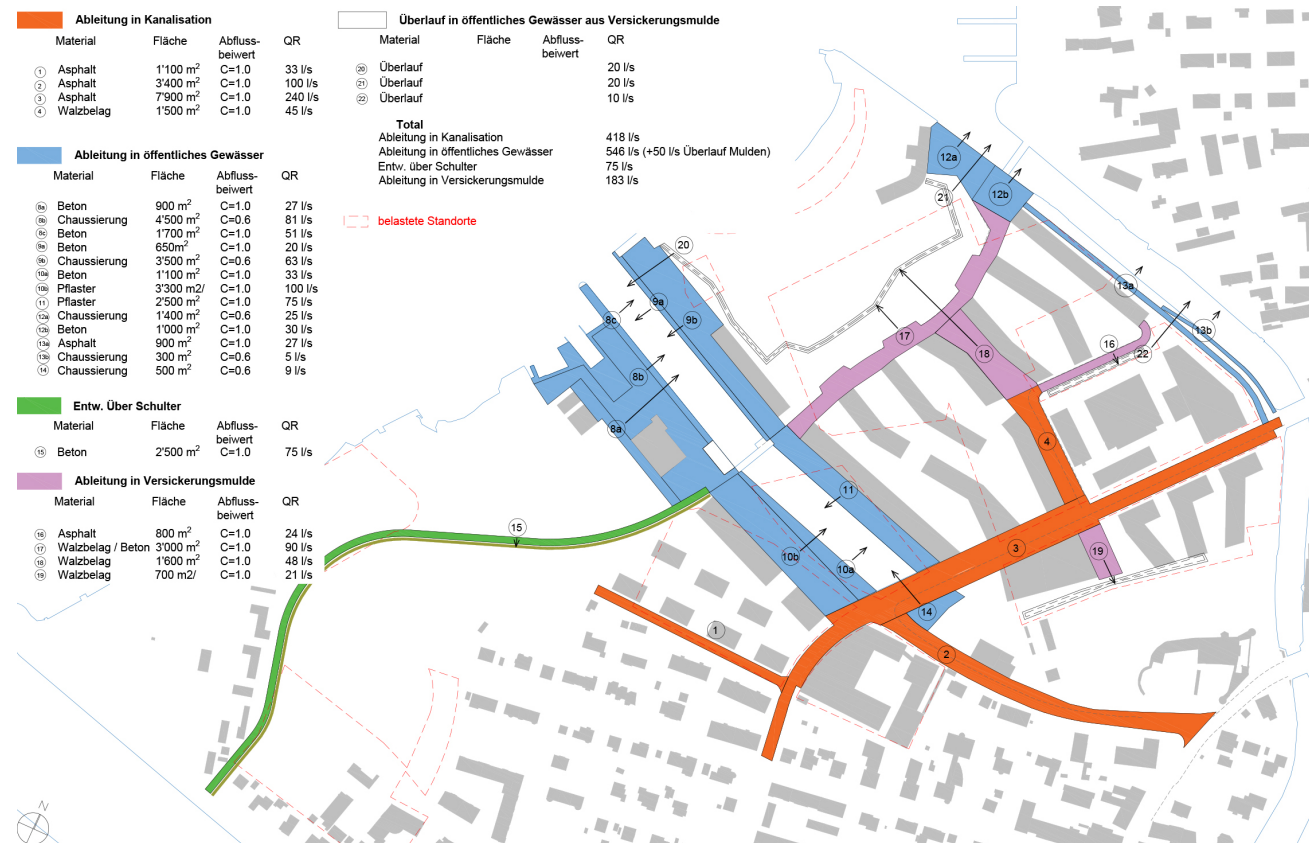 Ableitung in Kanalisation
Material Fläche Abfluss- QR
beiwert
1 Asphalt 1'100 m² C=1.0 33 l/s
2 Asphalt 3'400 m² C=1.0 100 l/s
3 Asphalt 7'900 m² C=1.0 240 l/s
4 Walzbelag 1'500 m² C=1.0 45 l/s
Ableitung in öffentliches Gewässer
Material Fläche Abfluss- QR
beiwert
8a Beton 900 m² C=1.0 27 l/s
8b Chaussierung 4'500 m² C=0.6 81 l/s
8c Beton 1'700 m² C=1.0 51 l/s
9a Beton 650m² C=1.0 20 l/s
9b Chaussierung 3'500 m² C=0.6 63 l/s
10a Beton 1'100 m² C=1.0 33 l/s
10b Pflaster 3'300 m2/ C=1.0 100 l/s
11 Pflaster 2'500 m² C=1.0 75 l/s
12a Chaussierung 1'400 m² C=0.6 25 l/s
12b Beton 1'000 m² C=1.0 30 l/s
13a Asphalt 900 m² C=1.0 27 l/s
13b Chaussierung 300 m² C=0.6 5 l/s
14 Chaussierung 500 m² C=0.6 9 l/s
Entw. Über Schulter
Material Fläche Abfluss- QR
beiwert
15 Beton 2'500 m² C=1.0 75 l/s
Ableitung in Versickerungsmulde
Material Fläche Abfluss- QR
beiwert
16 Asphalt 800 m² C=1.0 24 l/s
17 Walzbelag / Beton 3'000 m² C=1.0 90 l/s
18 Walzbelag 1'600 m² C=1.0 48 l/s
19 Walzbelag 700 m2/ C=1.0 21 l/s
Überlauf in öffentliches Gewässer aus Versickerungsmulde
Material Fläche Abfluss- QR
beiwert
20 Überlauf 20 l/s
21 Überlauf 20 l/s
22 Überlauf 10 l/s
Total
Ableitung in Kanalisation 418 l/s
Ableitung in öffentliches Gewässer 546 l/s (+50 l/s Überlauf Mulden)
Entw. über Schulter 75 l/s
Ableitung in Versickerungsmulde 183 l/s
belastete Standorte
12a
12b
21
20
13a
9a
8c
9b
13b
17
16
22
18
8b
8a
4
11
15
3
19
10b
10a
14
1
2
N